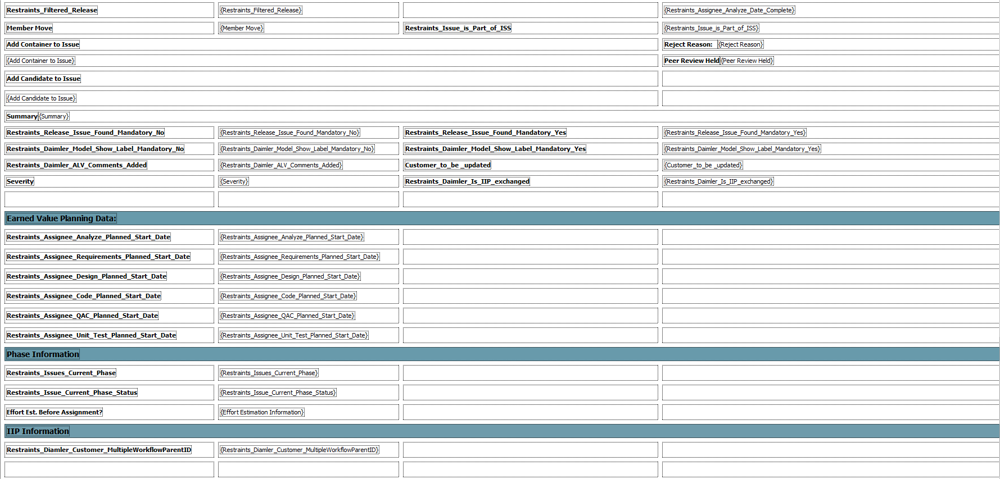 Restraints_Filtered_Release {Restraints_Filtered_Release} {Restraints_Assignee_Analyze_Date_Complete}
Member Move {Member Move} Restraints_Issue_is_Part_of_ISS {Restraints_Issue_is_Part_of_ISS}
Add Container to Issue Reject Reason: {Reject Reason}
{Add Container to Issue} Peer Review Held {Peer Review Held}
Add Candidate to Issue
{Add Candidate to Issue}
Summary {Summary}
Restraints_Release_Issue_Found_Mandatory_No {Restraints_Release_Issue_Found_Mandatory_No} Restraints_Release_Issue_Found_Mandatory_Yes {Restraints_Release_Issue_Found_Mandatory_Yes}
Restraints_Daimler_Model_Show_Label_Mandatory_No {Restraints_Daimler_Model_Show_Label_Mandatory_No} Restraints_Daimler_Model_Show_Label_Mandatory_Yes {Restraints_Daimler_Model_Show_Label_Mandatory_Yes}
Restraints_Daimler_ALV_Comments_Added {Restraints_Daimler_ALV_Comments_Added} Customer_to_be _updated {Customer_to_be _updated}
Severity {Severity} Restraints_Daimler_Is_IIP_exchanged {Restraints_Daimler_Is_IIP_exchanged}
Earned Value Planning Data:
Restraints_Assignee_Analyze_Planned_Start_Date {Restraints_Assignee_Analyze_Planned_Start_Date}
Restraints_Assignee_Requirements_Planned_Start_Date {Restraints_Assignee_Requirements_Planned_Start_Date}
Restraints_Assignee_Design_Planned_Start_Date {Restraints_Assignee_Design_Planned_Start_Date}
Restraints_Assignee_Code_Planned_Start_Date {Restraints_Assignee_Code_Planned_Start_Date}
Restraints_Assignee_QAC_Planned_Start_Date {Restraints_Assignee_QAC_Planned_Start_Date}
Restraints_Assignee_Unit_Test_Planned_Start_Date {Restraints_Assignee_Unit_Test_Planned_Start_Date}
Phase Information
Restraints_Issues_Current_Phase {Restraints_Issues_Current_Phase}
Restraints_Issue_Current_Phase_Status {Restraints_Issue_Current_Phase_Status}
Effort Est. Before Assignment? {Effort Estimation Information}
IIP Information
Restraints_Diamler_Customer_MultipleWorkflowParentID {Restraints_Diamler_Customer_MultipleWorkflowParentID}